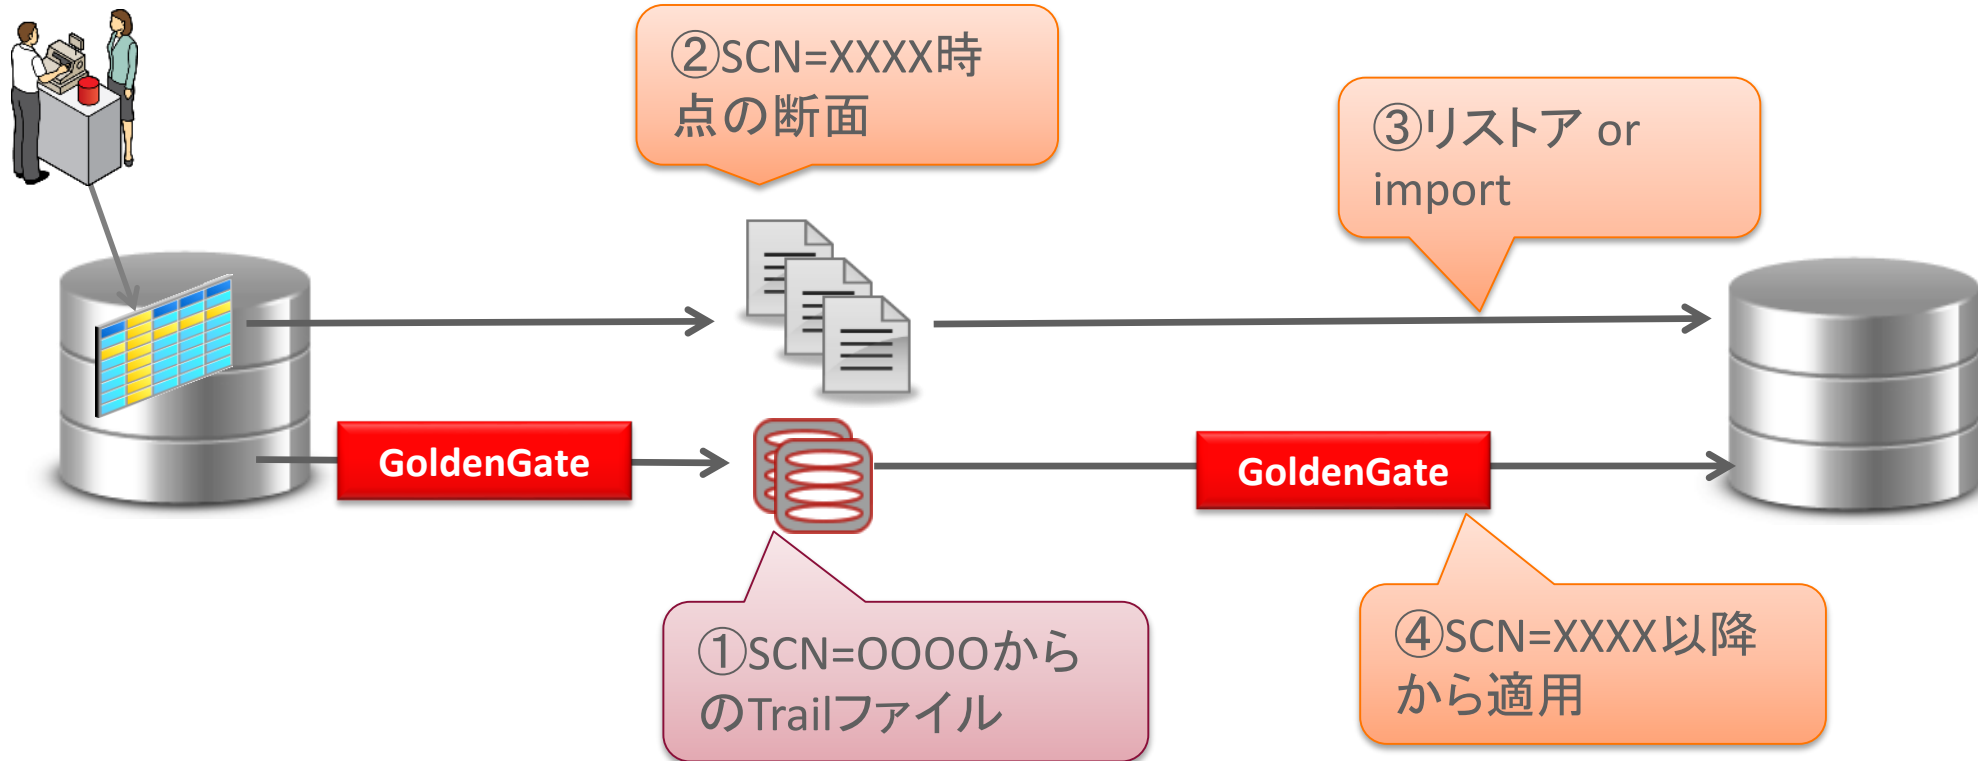 ②SCN=XXXX時
点の断面
③リストア or
import
GoldenGate
GoldenGate
①SCN=OOOOから
のTrailファイル
④SCN=XXXX以降
から適用